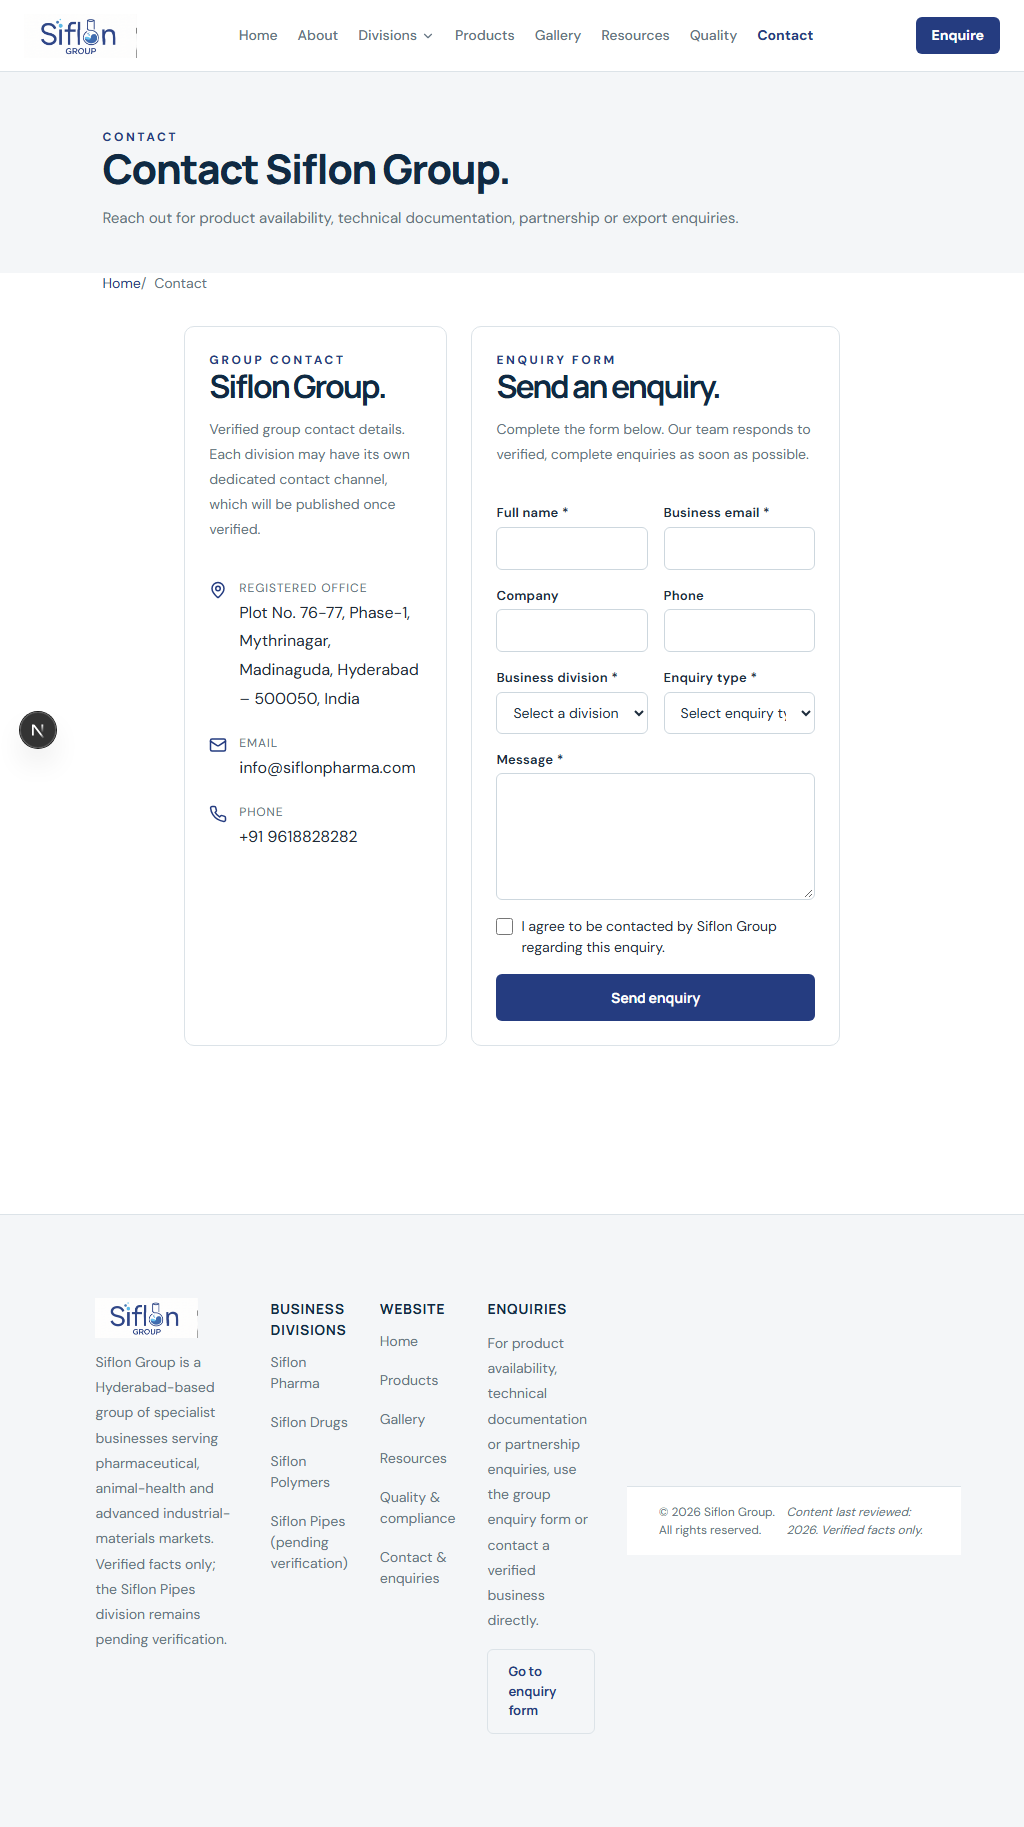 Siflon
GROUP
Home About Divisions Products Gallery Resources Quality Contact
Enquire
CONTACT
Contact Siflon Group.
Reach out for product availability, technical documentation, partnership or export enquiries.
Home/ Contact
GROUP CONTACT
Siflon Group.
Verified group contact details.
Each division may have its own
dedicated contact channel,
which will be published once
verified.
REGISTERED OFFICE
Plot No. 76-77, Phase-1,
Mythrinagar,
Madinaguda, Hyderabad
– 500050, India
EMAIL
info@siflonpharma.com
PHONE
+91 9618828282
ENQUIRY FORM
Send an enquiry.
Complete the form below. Our team responds to
verified, complete enquiries as soon as possible.
Full name * Business email *
Company Phone
Business division * Enquiry type *
Select a division Select enquiry ty
Message *
I agree to be contacted by Siflon Group
regarding this enquiry.
Send enquiry
N
Siflon
GROUP
Siflon Group is a
Hyderabad-based
group of specialist
businesses serving
pharmaceutical,
animal-health and
advanced industrial-
materials markets.
Verified facts only;
the Siflon Pipes
division remains
pending verification.
BUSINESS
DIVISIONS
Siflon
Pharma
Siflon Drugs
Siflon
Polymers
Siflon Pipes
(pending
verification)
WEBSITE
Home
Products
Gallery
Resources
Quality &
compliance
Contact &
enquiries
ENQUIRIES
For product
availability,
technical
documentation
or partnership
enquiries, use
the group
enquiry form or
contact a
verified
business
directly.
Go to
enquiry
form
© 2026 Siflon Group.
All rights reserved.
Content last reviewed:
2026. Verified facts only.